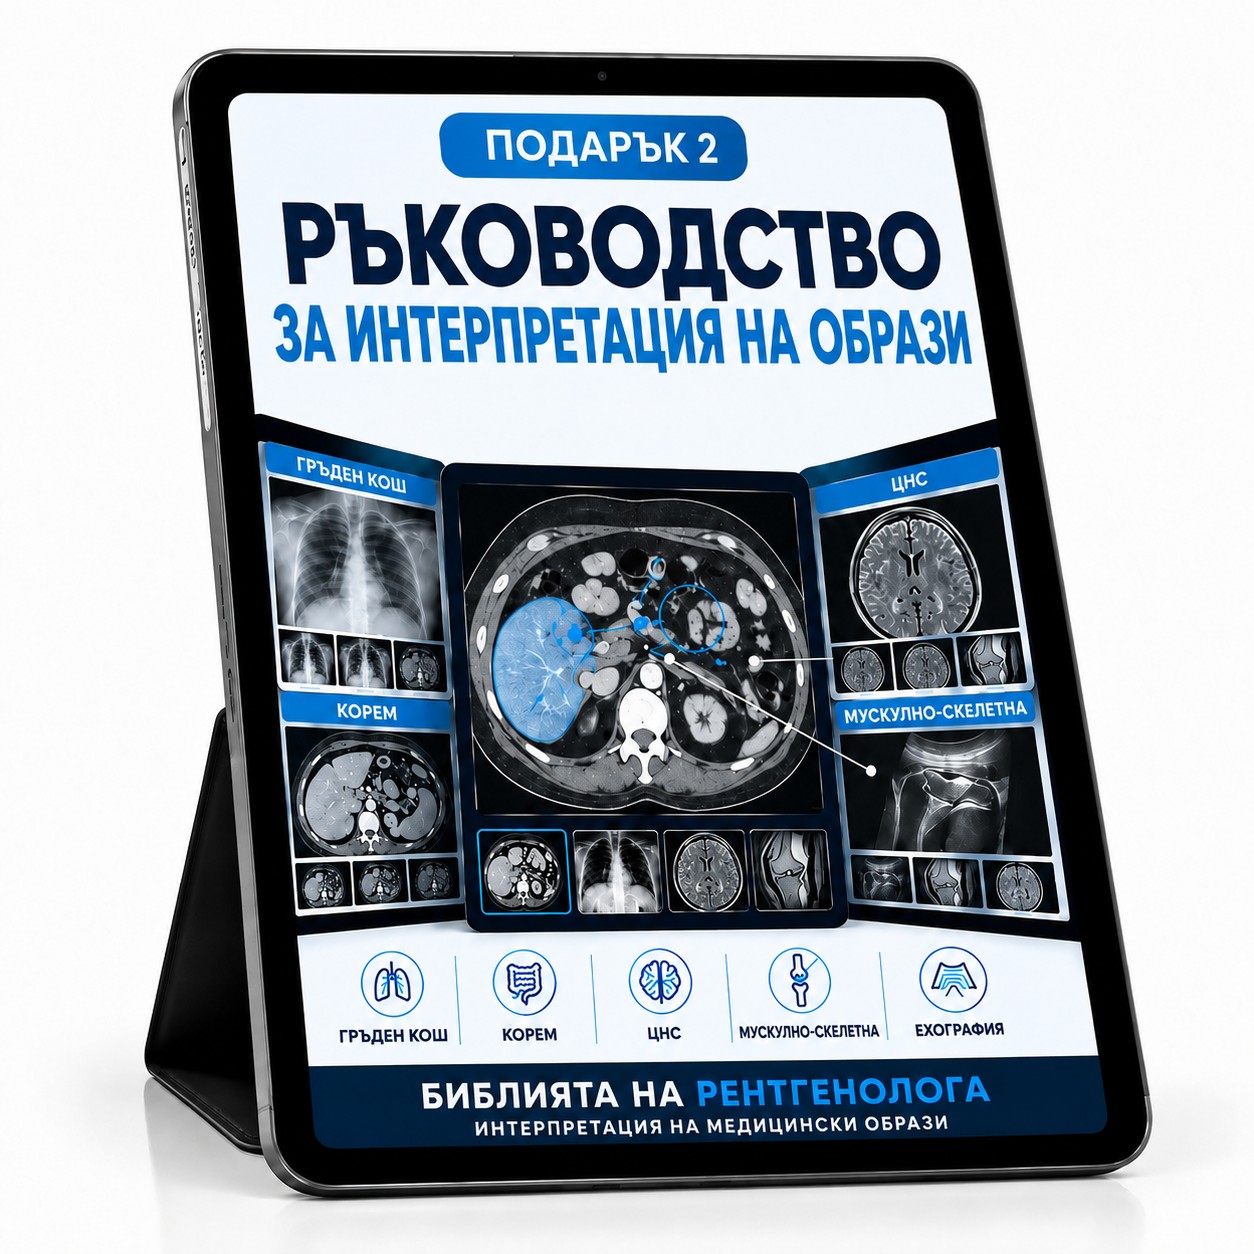 ПОДАРЪК 2
РЪКОВОДСТВО
ЗА ИНТЕРПРЕТАЦИЯ НА ОБРАЗИ
ГРЪДЕН КОШ
ЦНС
КОРЕМ
МУСКУЛНО-СКЕЛЕТНА
ГРЪДЕН КОШ
КОРЕМ
ЦНС
МУСКУЛНО-СКЕЛЕТНА
ЕХОГРАФИЯ
БИБЛИЯТА НА РЕНТГЕНОЛОГА
ИНТЕРПРЕТАЦИЯ НА МЕДИЦИНСКИ ОБРАЗИ